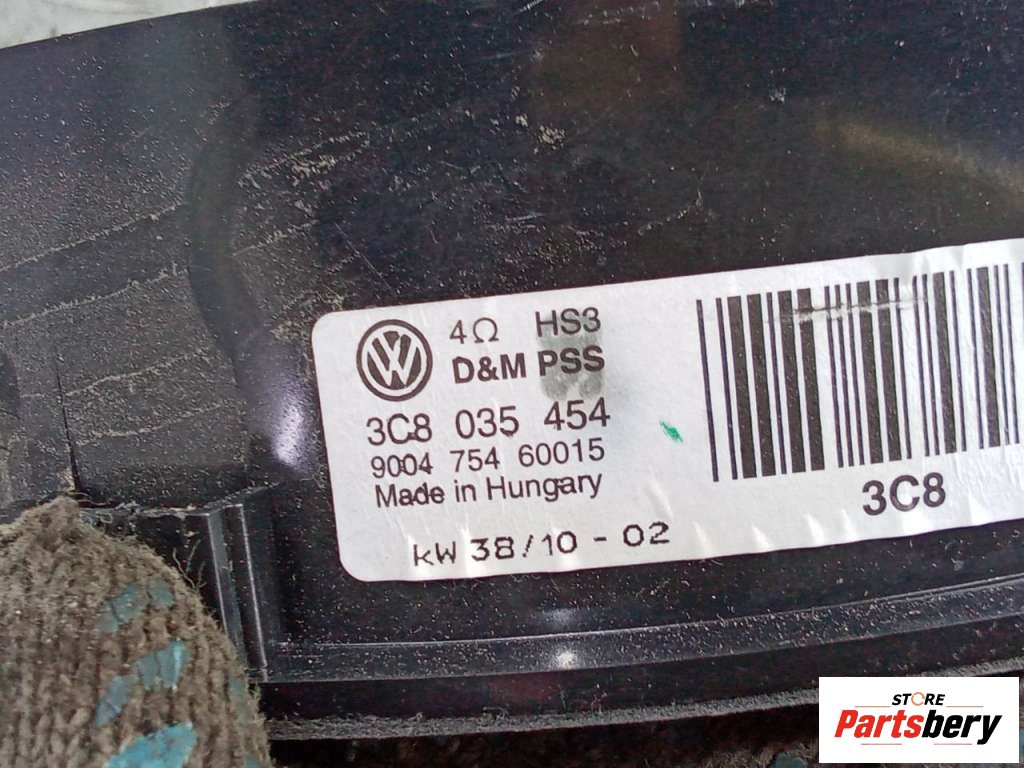 4Ω HS3
D&M PSS
3C8 035 454
9004 754 60015
Made in Hungary
kW 38/10 - 02
3C8
STORE
Partsbery